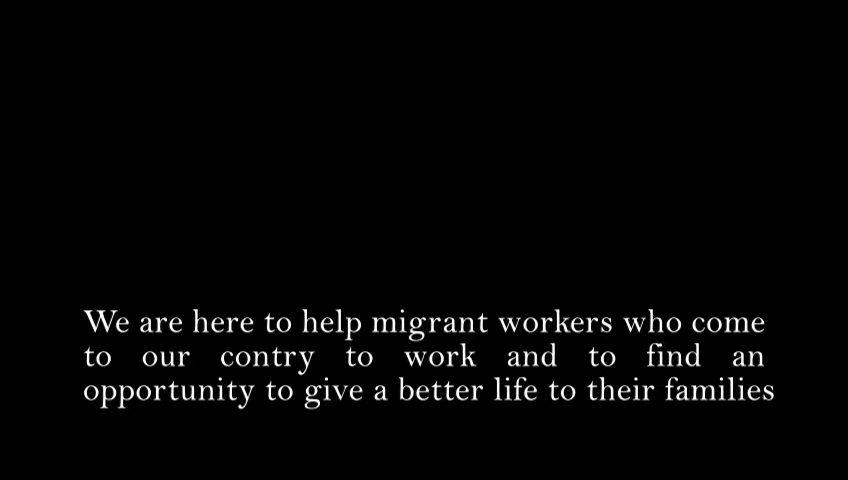 We are here to help migrant workers who come
to our contry to work and to find an
opportunity to give a better life to their families